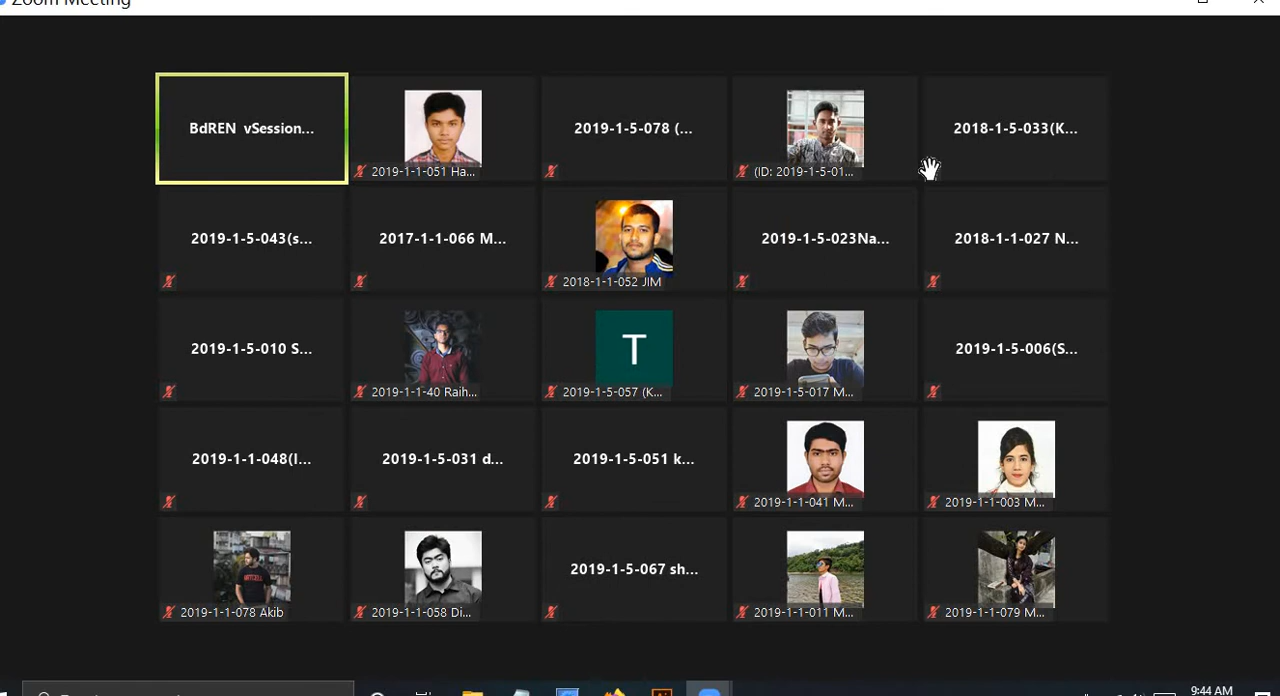 Zoom Meeting
BdREN vSession...
2019-1-1-051 Ha...
2019-1-5-078 (...
(ID: 2019-1-5-01...
2018-1-5-033(K...
2019-1-5-043(s...
2017-1-1-066 M...
2018-1-1-052 JIM
2019-1-5-023Na...
2018-1-1-027 N...
2019-1-5-010 S...
2019-1-1-40 Raih...
T
2019-1-5-057 (K...
2019-1-5-017 M...
2019-1-5-006(S...
2019-1-1-048(I...
2019-1-5-031 d...
2019-1-5-051 k...
2019-1-1-041 M...
2019-1-1-003 M...
2019-1-1-078 Akib
2019-1-1-058 Di...
2019-1-5-067 sh...
2019-1-1-011 M...
2019-1-1-079 M...
9:44 AM